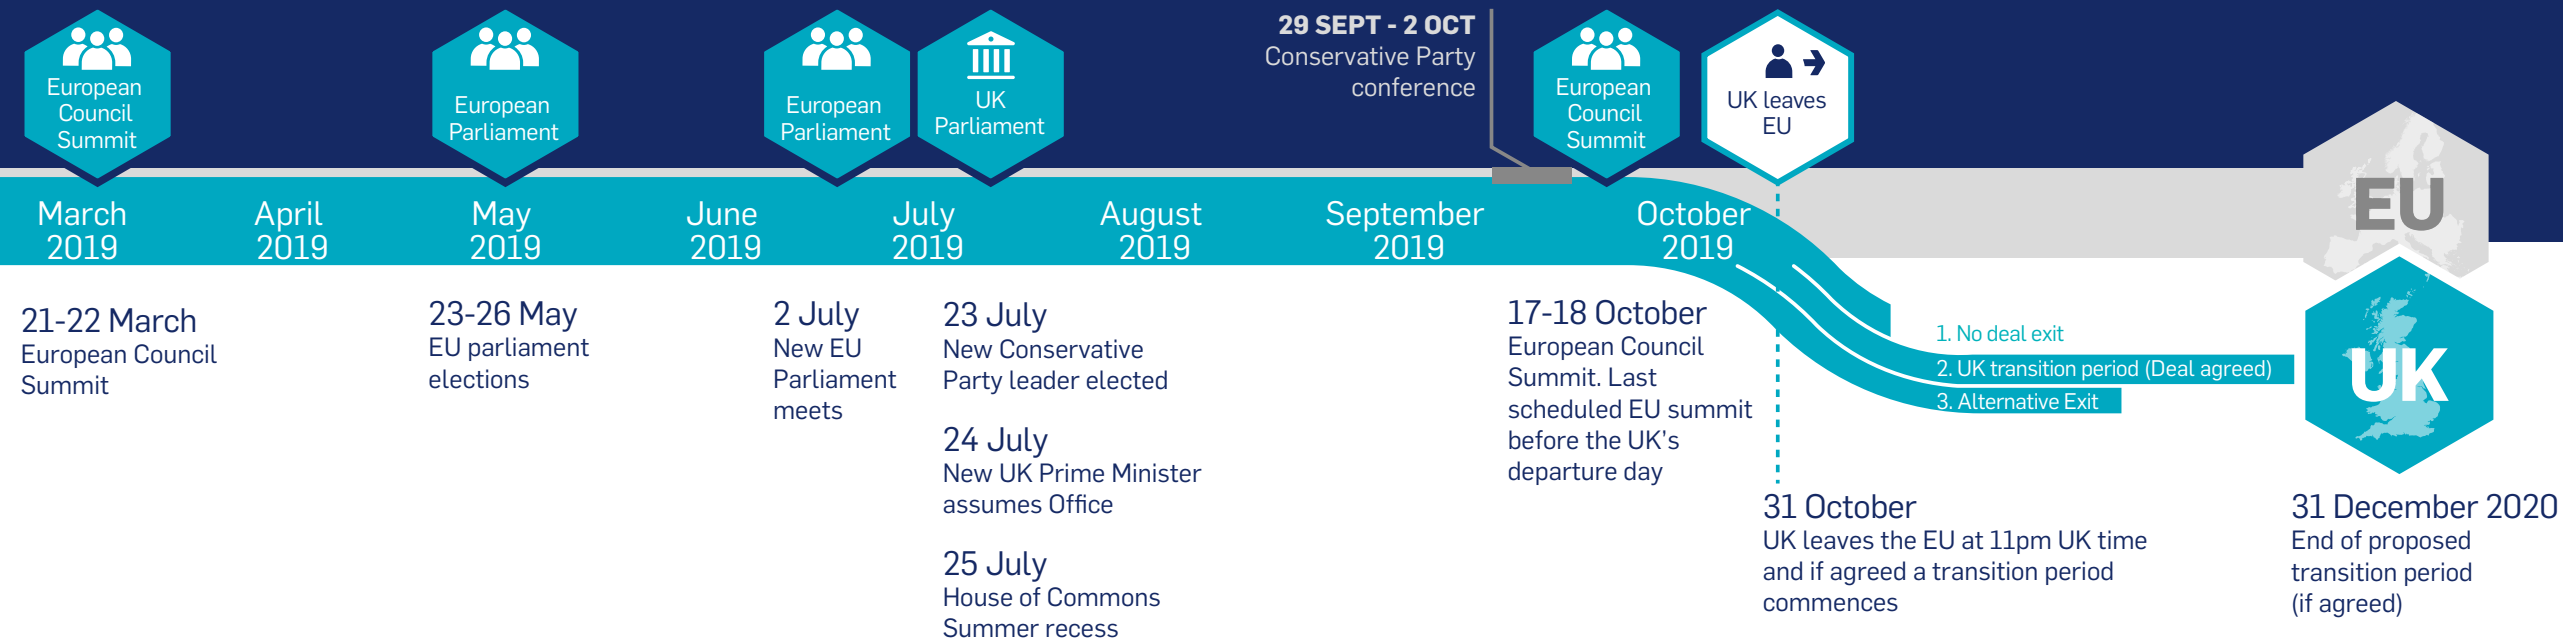 European
Council
Summit
European
Parliament
European
Parliament
UK
Parliament
29 SEPT - 2 OCT
Conservative Party
conference
European
Council
Summit
UK leaves
EU
March
2019
April
2019
May
2019
June
2019
July
2019
August
2019
September
2019
October
2019
EU
UK
21-22 March
European Council
Summit
23-26 May
EU parliament
elections
2 July
New EU
Parliament
meets
23 July
New Conservative
Party leader elected
24 July
New UK Prime Minister
assumes Office
25 July
House of Commons
Summer recess
17-18 October
European Council
Summit. Last
scheduled EU summit
before the UK's
departure day
1. No deal exit
2. UK transition period (Deal agreed)
3. Alternative Exit
31 October
UK leaves the EU at 11pm UK time
and if agreed a transition period
commences
31 December 2020
End of proposed
transition period
(if agreed)